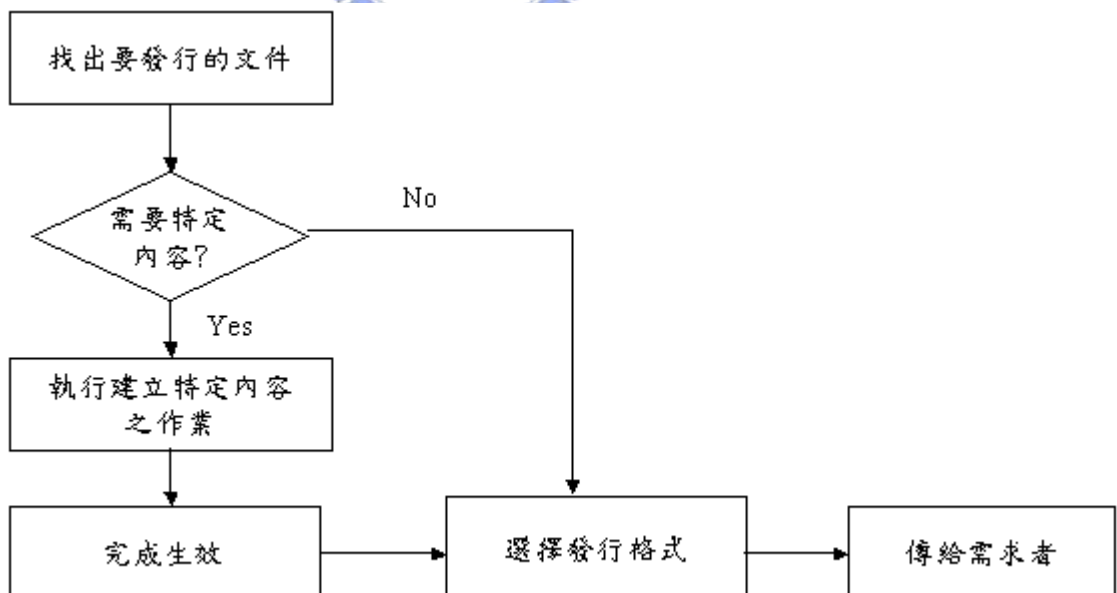 找出要發行的文件
需要特定
內容?
No
Yes
執行建立特定內容
之作業
完成生效
選擇發行格式
傳給需求者